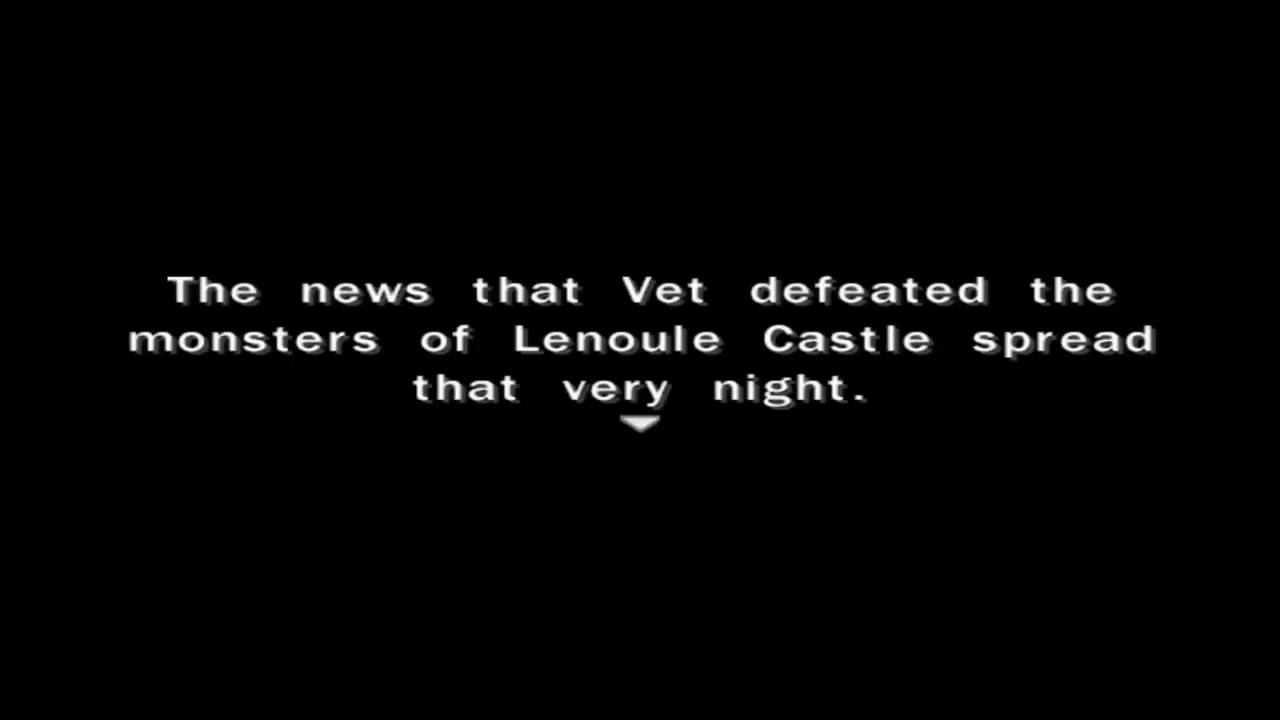 The news that Vet defeated the
monsters of Lenoule Castle spread
that very night.